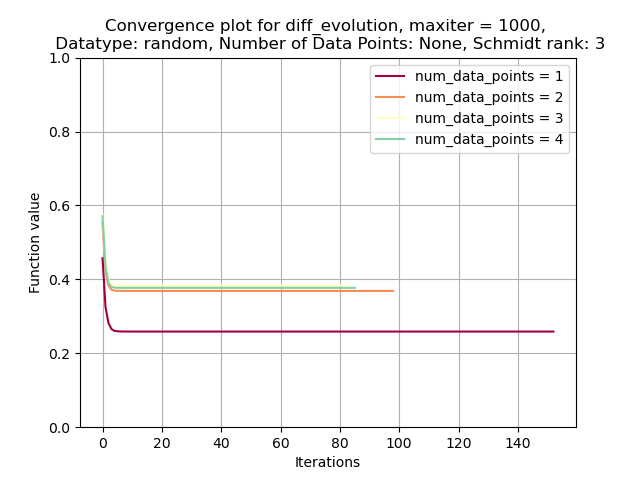 Convergence plot for diff_evolution, maxiter = 1000,
Datatype: random, Number of Data Points: None, Schmidt rank: 3
1.0
0.8
0.6
0.4
0.2
0.0
Function value
num_data_points = 1
num_data_points = 2
num_data_points = 3
num_data_points = 4
0 20 40 60 80 100 120 140
Iterations